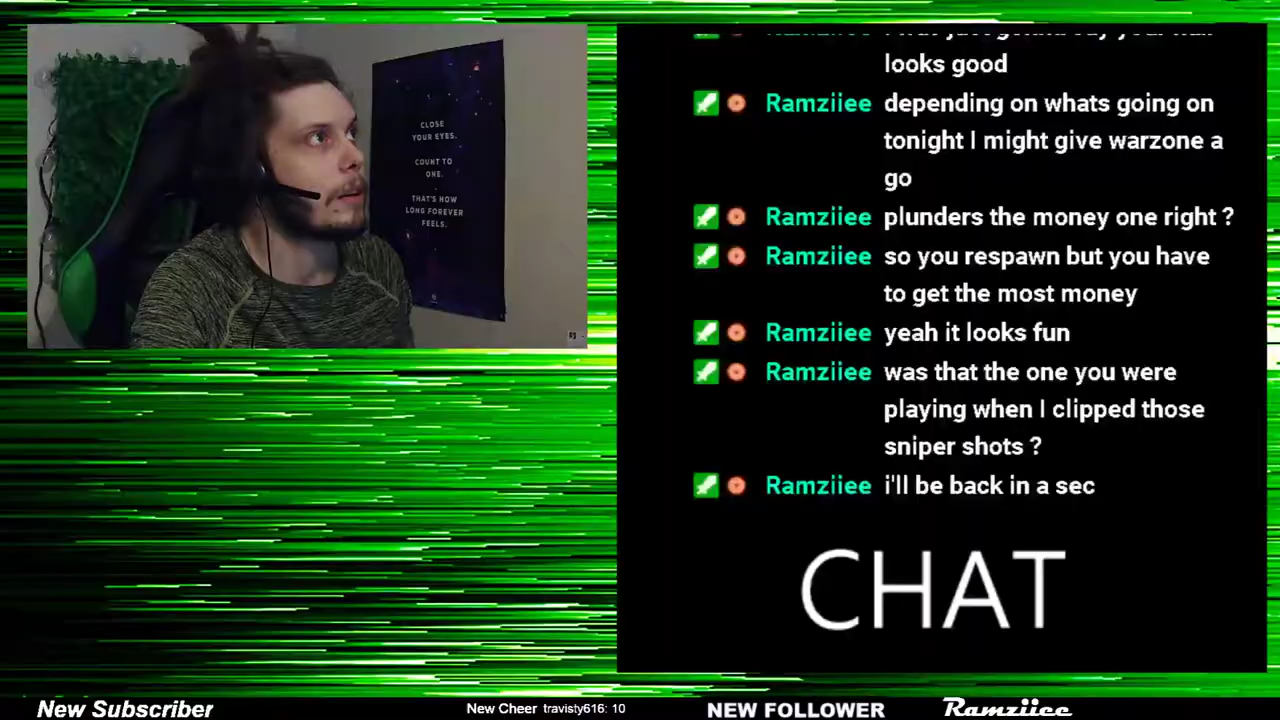 looks good
Ramziiee depending on whats going on
tonight I might give warzone a
go
Ramziiee plunders the money one right ?
Ramziiee so you respawn but you have
to get the most money
Ramziiee yeah it looks fun
Ramziiee was that the one you were
playing when I clipped those
sniper shots ?
Ramziiee i'll be back in a sec
CHAT
CLOSE
YOUR EYES.
COUNT TO
ONE.
THAT'S HOW
LONG FOREVER
FEELS.
New Subscriber
New Cheer travisty616: 10
NEW FOLLOWER
Ramziiee